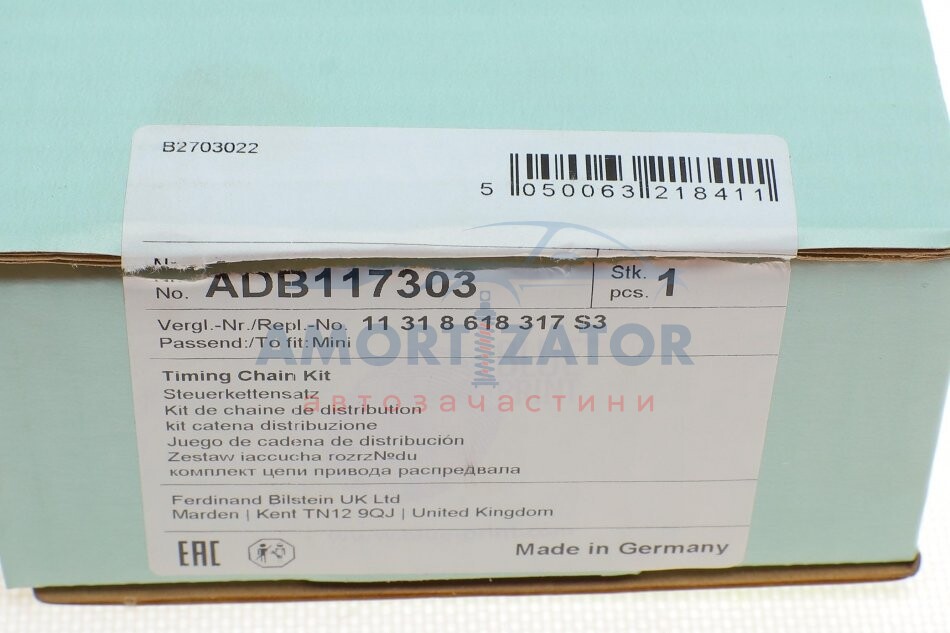 B2703022
5 050063 218411
No. ADB117303
Stk. 1
pcs.
Vergl.-Nr./Repl.-No. 11 31 8 618 317 S3
Passend:/To fit: Mini
AMORTIZATOR
Timing Chain Kit
Steuerkettensatz
автозачастини
Kit de chaine de distribution
kit catena distribuzione
Juego de cadena de distribución
Zestaw iaccucha rozrz№du
комплект цепи привода распредвала
Ferdinand Bilstein UK Ltd
Marden | Kent TN12 9QJ | United Kingdom
EAC
Made in Germany